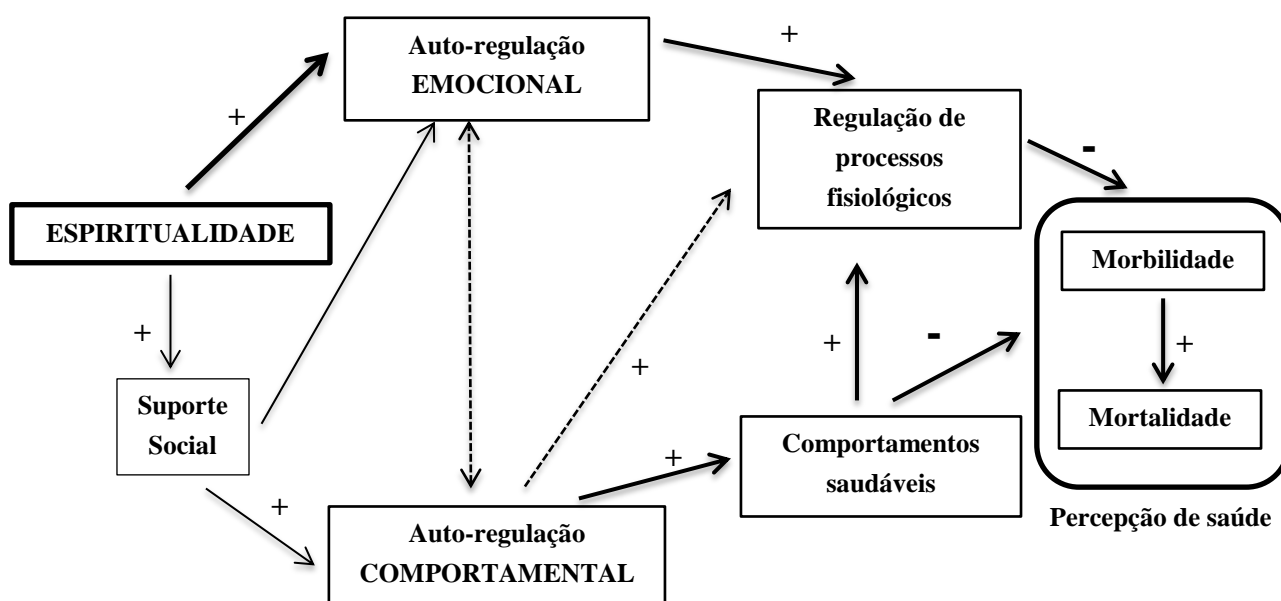 Auto-regulação
EMOCIONAL
+
+
Regulação de
processos
fisiológicos
-
ESPIRITUALIDADE
Morbilidade
+
+
-
+
+
Suporte
Social
Mortalidade
Comportamentos
saudáveis
+
+
Percepção de saúde
Auto-regulação
COMPORTAMENTAL